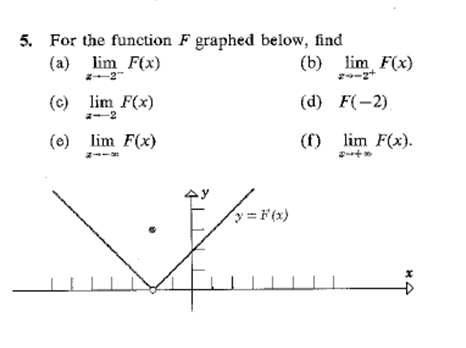 5. For the function F graphed below, find
(a) lim F(x) x→−2⁻
(b) lim F(x) x→−2⁺
(c) lim F(x) x→−2
(d) F(−2)
(e) lim F(x) x→−∞
(f) lim F(x). x→+∞
y
y = F(x)
x